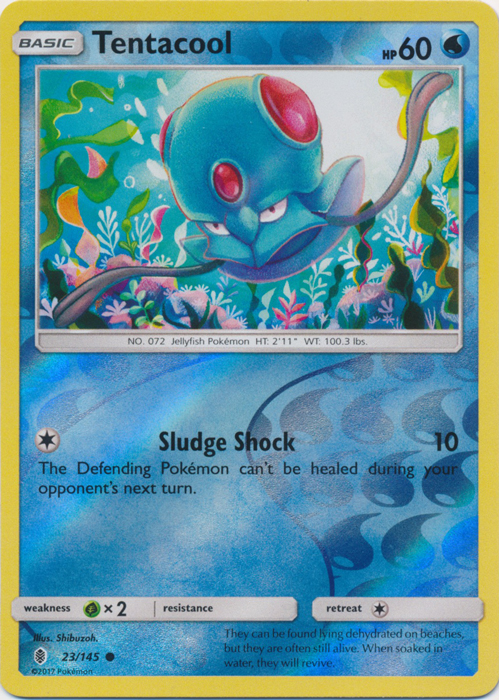 BASIC Tentacool HP60
NO. 072 Jellyfish Pokémon HT: 2'11" WT: 100.3 lbs.
Sludge Shock 10
The Defending Pokémon can't be healed during your
opponent's next turn.
weakness ×2 resistance retreat
Illus. Shibuzoh.
23/145
©2017 Pokémon
They can be found lying dehydrated on beaches,
but they are often still alive. When soaked in
water, they will revive.